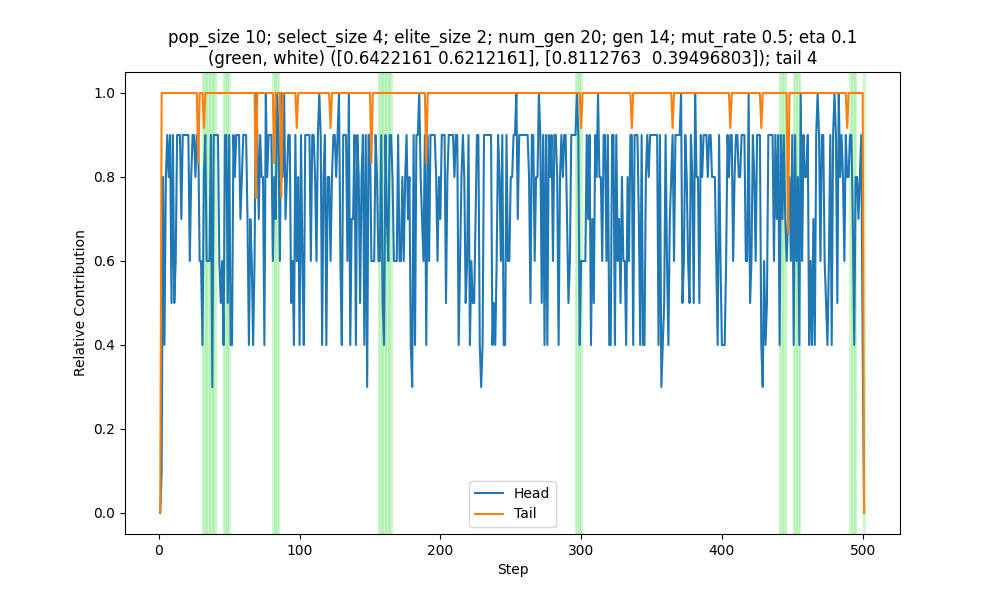 pop_size 10; select_size 4; elite_size 2; num_gen 20; gen 14; mut_rate 0.5; eta 0.1
(green, white) ([0.6422161 0.6212161], [0.8112763  0.39496803]); tail 4
1.0
0.8
0.6
0.4
0.2
0.0
Relative Contribution
Head
Tail
0
100
200
300
400
500
Step